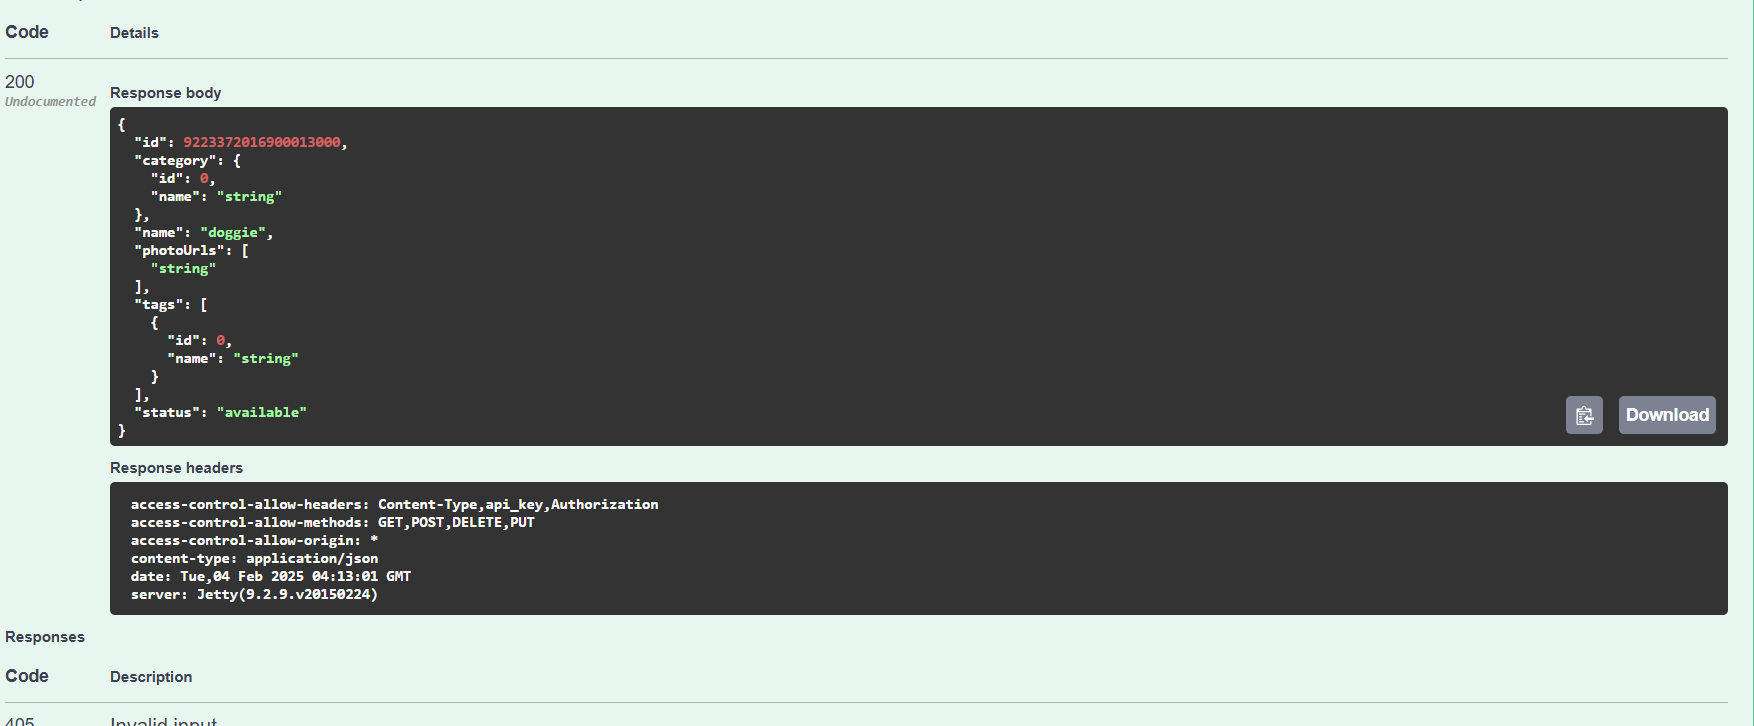 Code Details
200
Undocumented
Response body
{
  "id": 9223372016900013000,
  "category": {
    "id": 0,
    "name": "string"
  },
  "name": "doggie",
  "photoUrls": [
    "string"
  ],
  "tags": [
    {
      "id": 0,
      "name": "string"
    }
  ],
  "status": "available"
}
Download
Response headers
access-control-allow-headers: Content-Type,api_key,Authorization
access-control-allow-methods: GET,POST,DELETE,PUT
access-control-allow-origin: *
content-type: application/json
date: Tue,04 Feb 2025 04:13:01 GMT
server: Jetty(9.2.9.v20150224)
Responses
Code Description
405 Invalid input